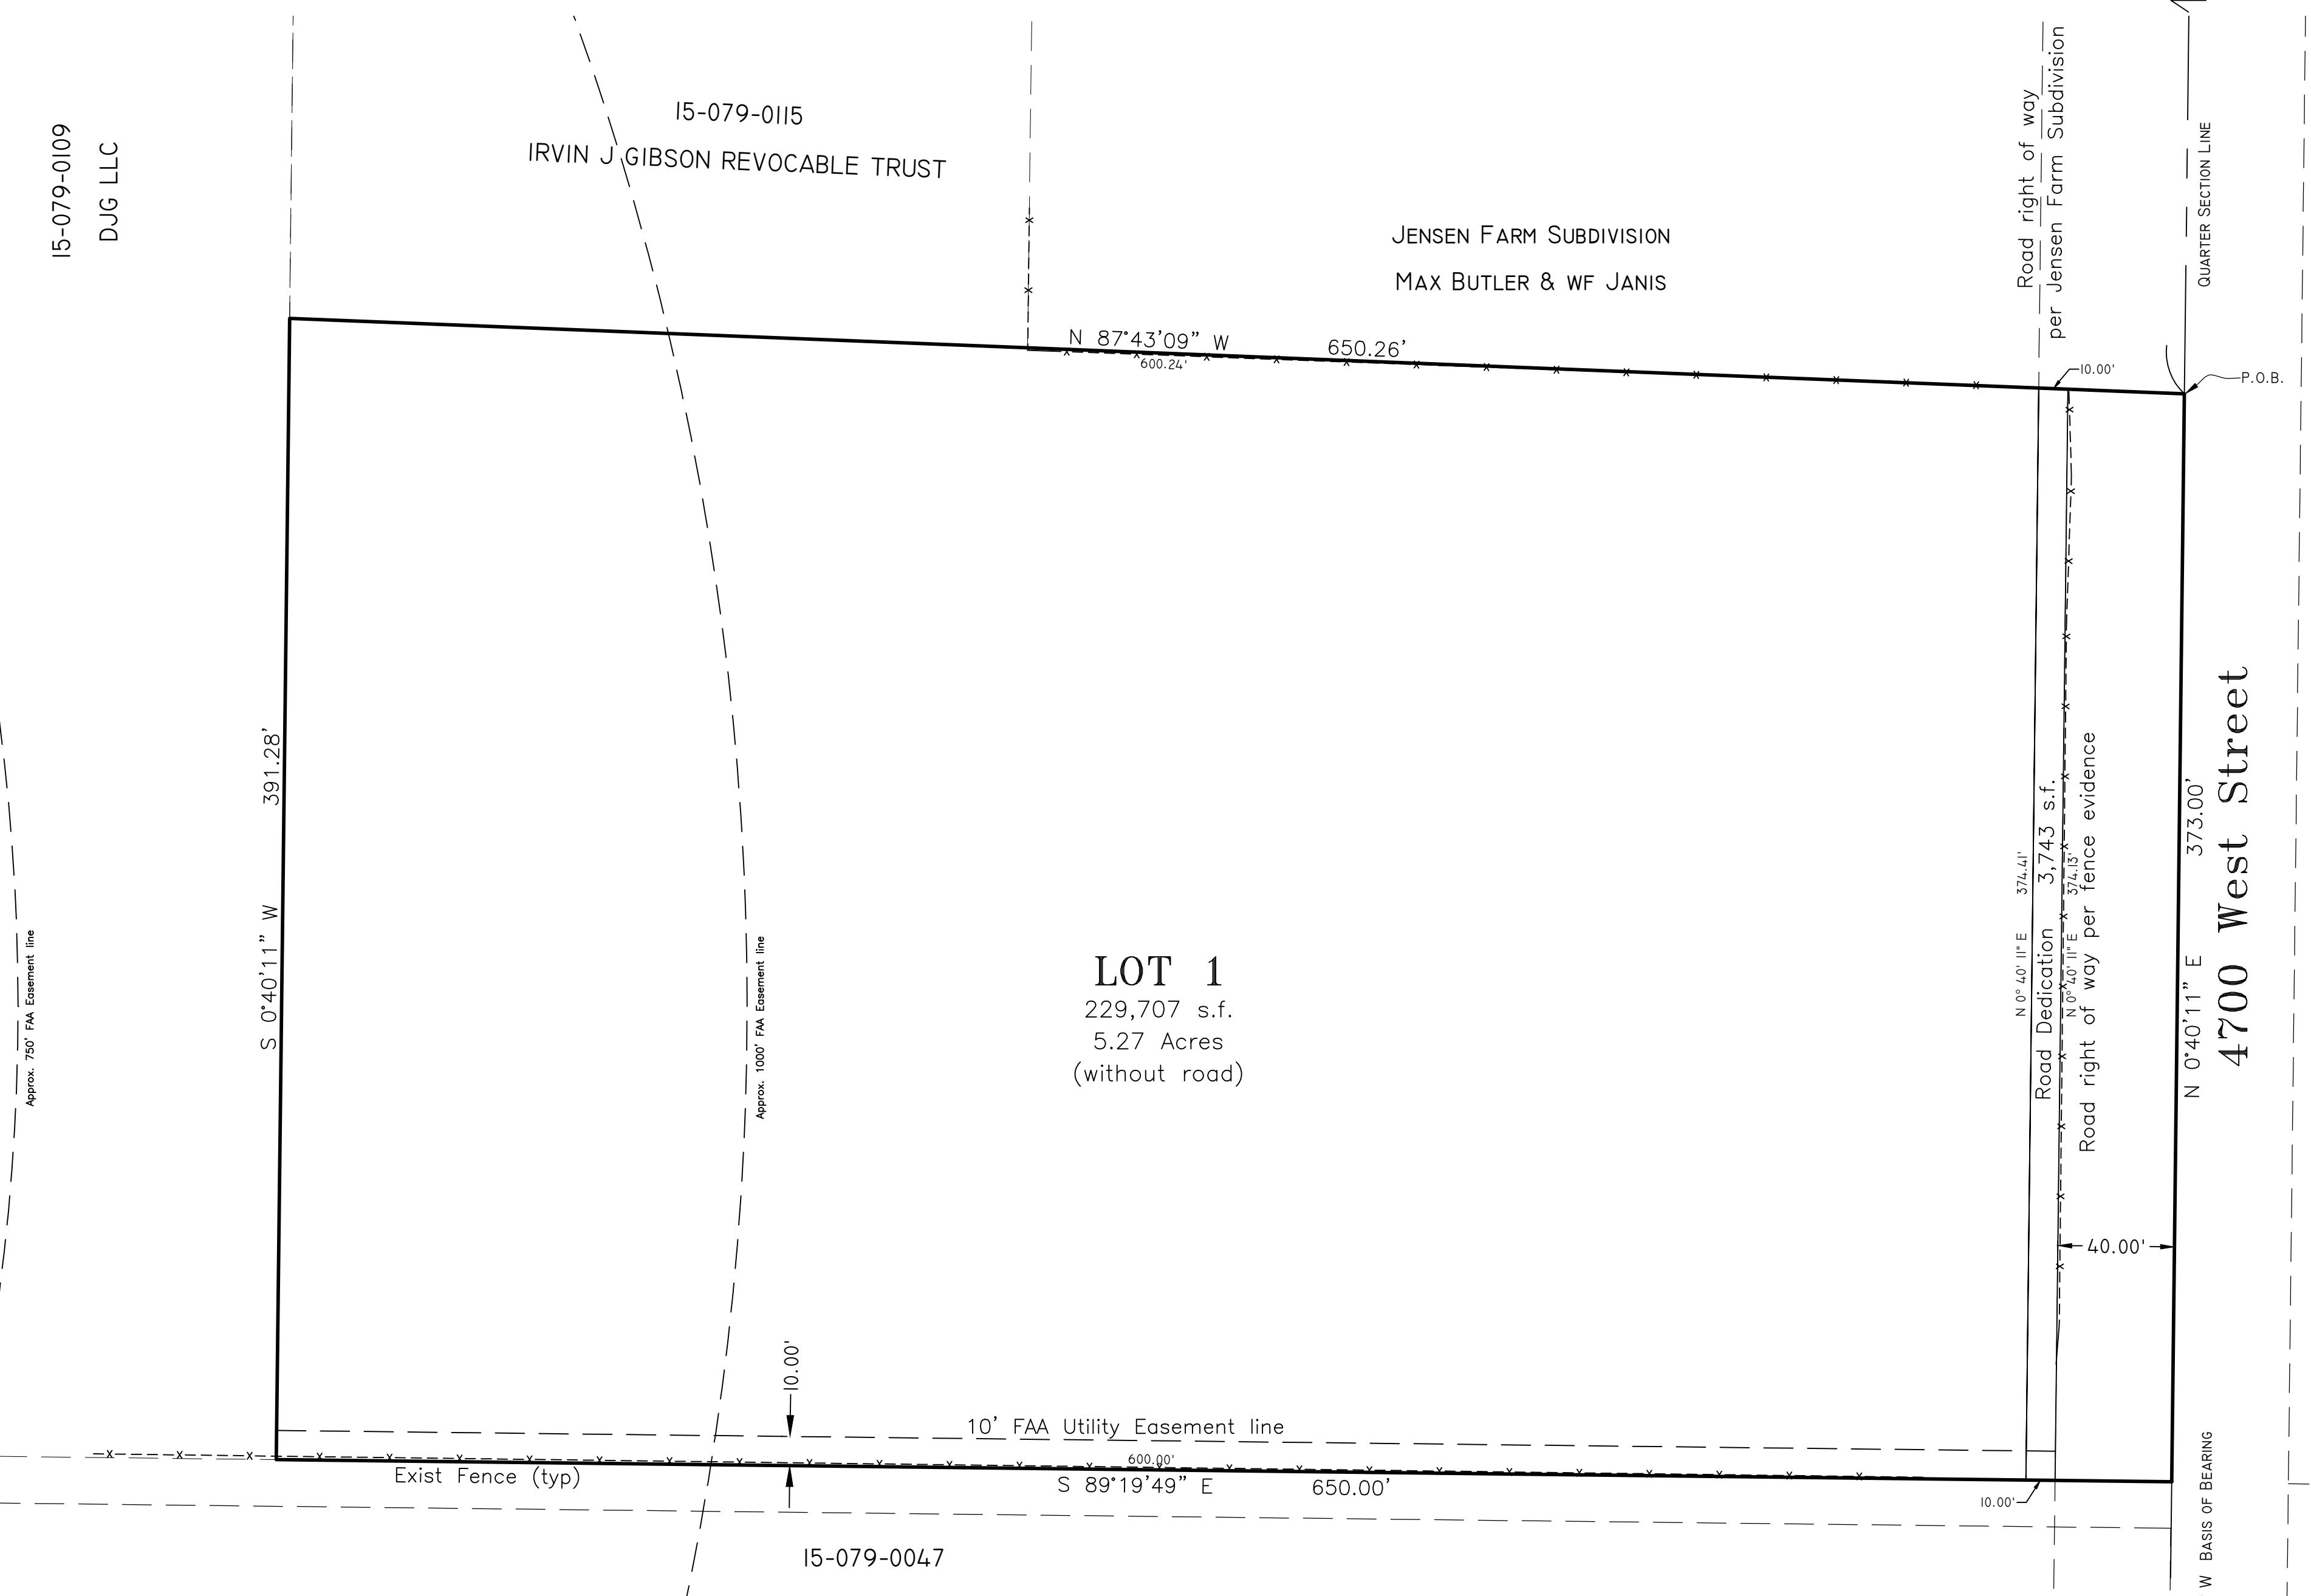 15-079-0109
DJG LLC
15-079-0115
IRVIN J GIBSON REVOCABLE TRUST
JENSEN FARM SUBDIVISION
MAX BUTLER & WF JANIS
Road right of way
per Jensen Farm Subdivision
QUARTER SECTION LINE
N 87°43'09" W 650.26'
600.24'
10.00'
P.O.B.
S 0°40'11" W 391.28'
Approx. 750' FAA Easement line
Approx. 1000' FAA Easement line
LOT 1
229,707 s.f.
5.27 Acres
(without road)
N 0° 40' 11" E 374.41'
Road Dedication 3,743 s.f.
N 0° 40' 11" E 374.13'
Road right of way per fence evidence
N 0°40'11" E 373.00'
4700 West Street
40.00'
10.00'
10' FAA Utility Easement line
600.00'
Exist Fence (typ)
S 89°19'49" E 650.00'
10.00'
W BASIS OF BEARING
15-079-0047